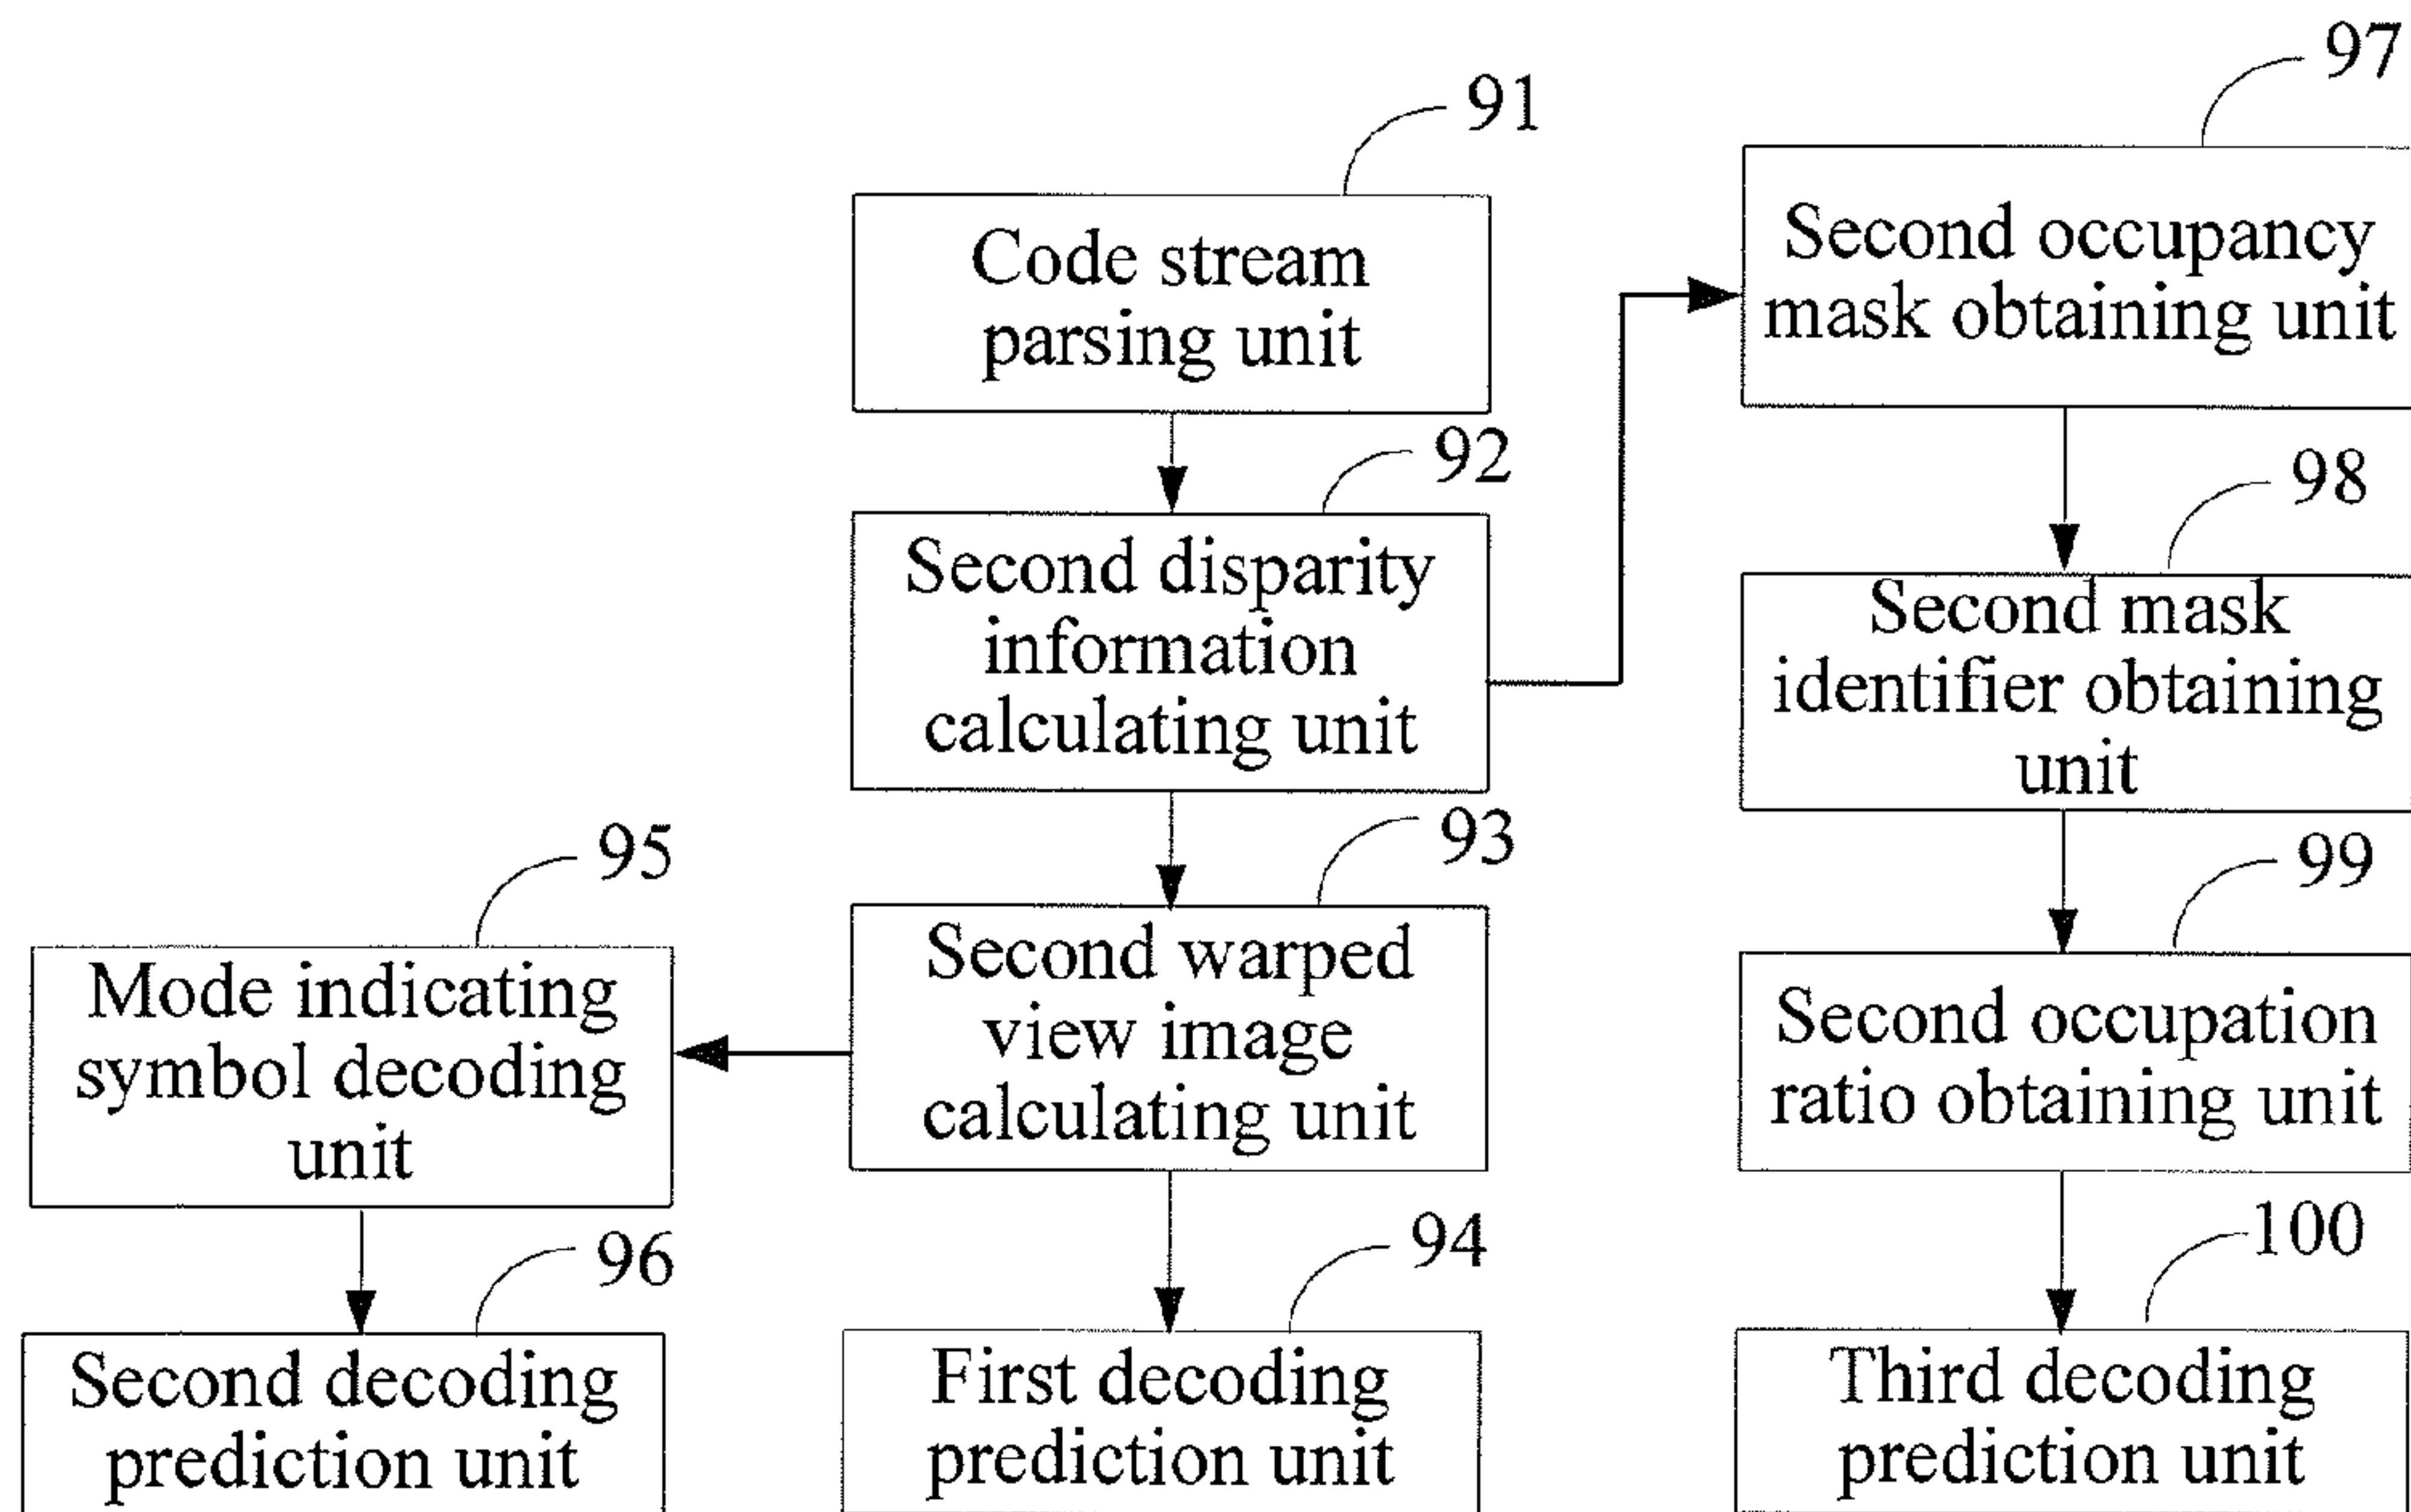 91
Code stream
parsing unit
92
Second disparity
information
calculating unit
93
Second warped
view image
calculating unit
94
First decoding
prediction unit
95
Mode indicating
symbol decoding
unit
96
Second decoding
prediction unit
97
Second occupancy
mask obtaining unit
98
Second mask
identifier obtaining
unit
99
Second occupation
ratio obtaining unit
100
Third decoding
prediction unit